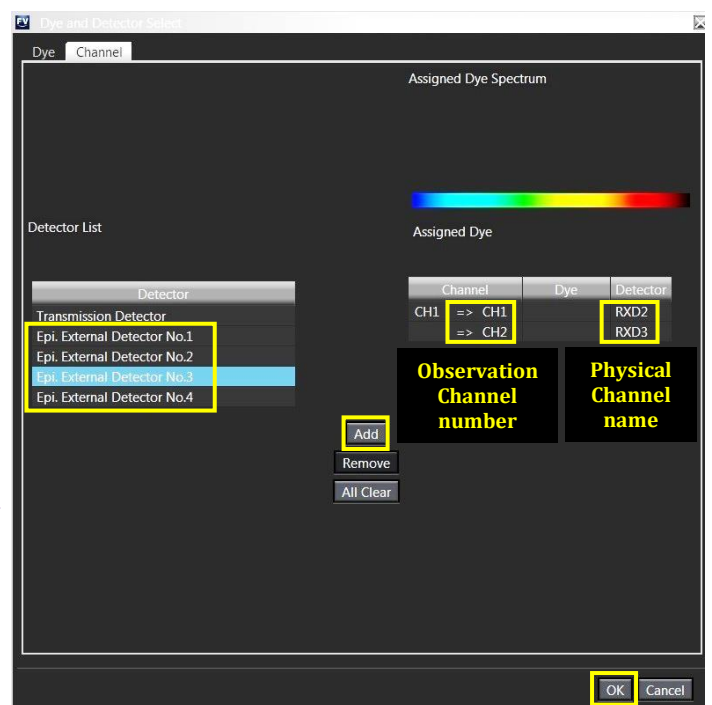 FV Dye and Detector Select
Dye Channel
Assigned Dye Spectrum
Detector List
Assigned Dye
Detector
Transmission Detector
Epi. External Detector No.1
Epi. External Detector No.2
Epi. External Detector No.3
Epi. External Detector No.4
Channel Dye Detector
CH1 => CH1 RXD2
=> CH2 RXD3
Observation
Channel
number
Physical
Channel
name
Add
Remove
All Clear
OK Cancel